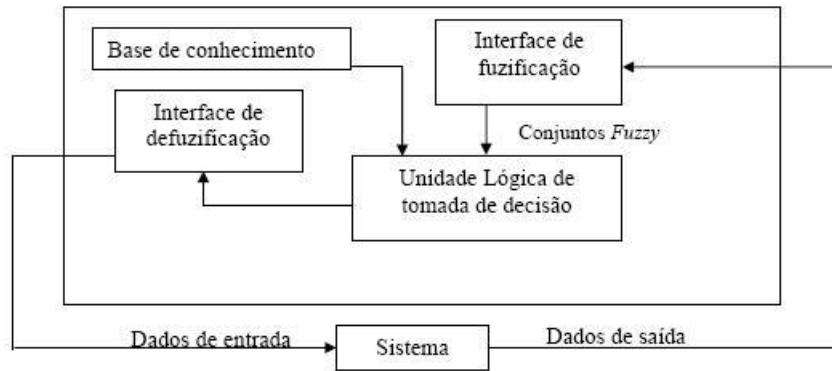 Base de conhecimento
Interface de
fuzificação
Interface de
defuzificação
Conjuntos Fuzzy
Unidade Lógica de
tomada de decisão
Dados de entrada
Sistema
Dados de saída